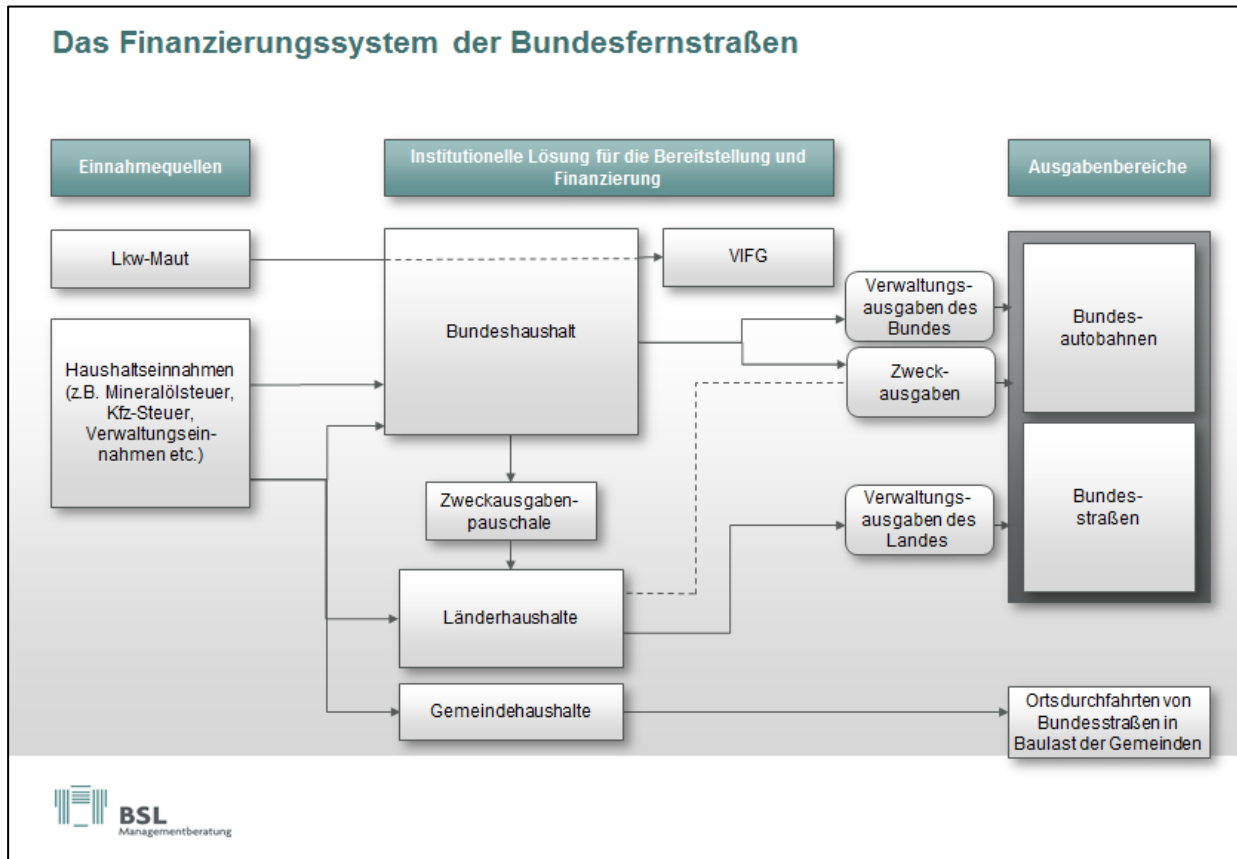 Das Finanzierungssystem der Bundesfernstraßen
Einnahmequellen
Institutionelle Lösung für die Bereitstellung und
Finanzierung
Ausgabenbereiche
Lkw-Maut
Bundeshaushalt
VIFG
Verwaltungs-
ausgaben des
Bundes
Bundes-
autobahnen
Haushaltseinnahmen
(z.B. Mineralölsteuer,
Kfz-Steuer,
Verwaltungsein-
nahmen etc.)
Zweck-
ausgaben
Zweckausgaben-
pauschale
Verwaltungs-
ausgaben des
Landes
Bundes-
straßen
Länderhaushalte
Gemeindehaushalte
Ortsdurchfahrten von
Bundesstraßen in
Baulast der Gemeinden
BSL
Managementberatung